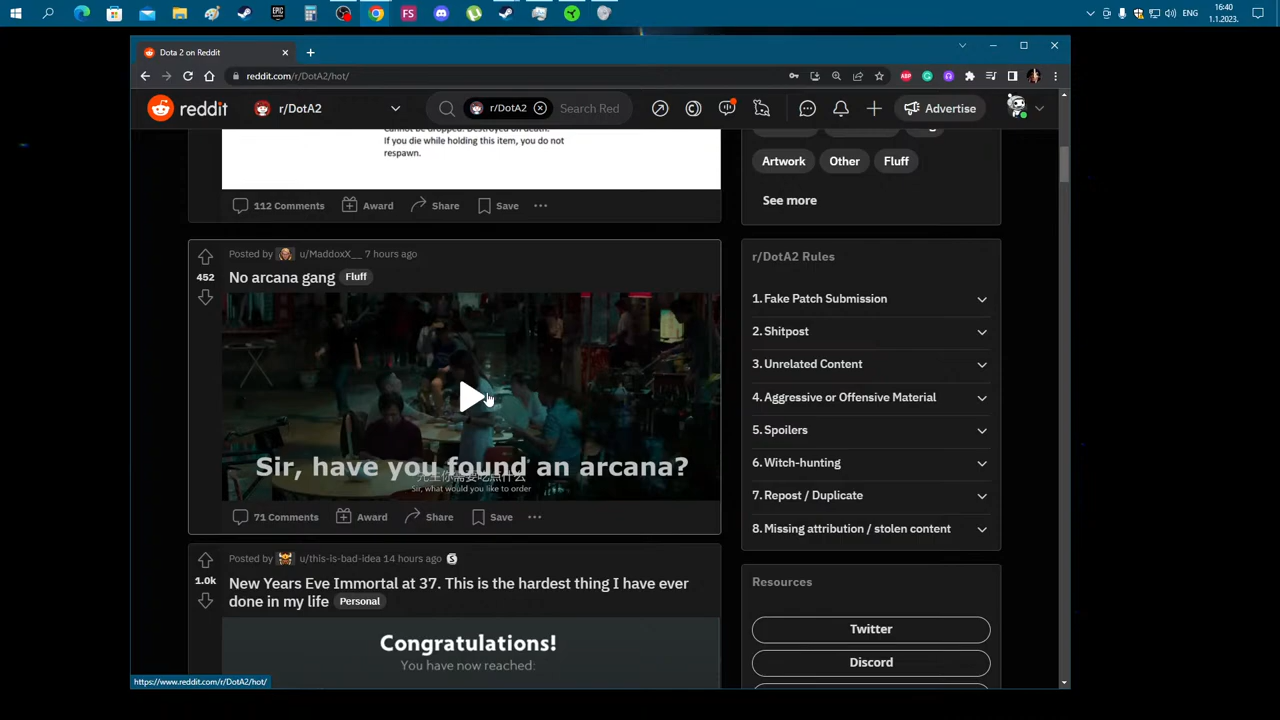 ENG
16:40
1.1.2023.
EPIC
FS
Dota 2 on Reddit
reddit.com/r/DotA2/hot/
ABP
reddit
r/DotA2
r/DotA2
Search Red
Advertise
If you die while holding this item, you do not
respawn.
112 Comments
Award
Share
Save
Posted by u/MaddoxX__ 7 hours ago
452
No arcana gang
Fluff
Sir, have you found an arcana?
Sir, what would you like to order
71 Comments
Award
Share
Save
Posted by u/this-is-bad-idea 14 hours ago
1.0k
New Years Eve Immortal at 37. This is the hardest thing I have ever
done in my life
Personal
Congratulations!
You have now reached:
Artwork
Other
Fluff
See more
r/DotA2 Rules
1. Fake Patch Submission
2. Shitpost
3. Unrelated Content
4. Aggressive or Offensive Material
5. Spoilers
6. Witch-hunting
7. Repost / Duplicate
8. Missing attribution / stolen content
Resources
Twitter
Discord
https://www.reddit.com/r/DotA2/hot/